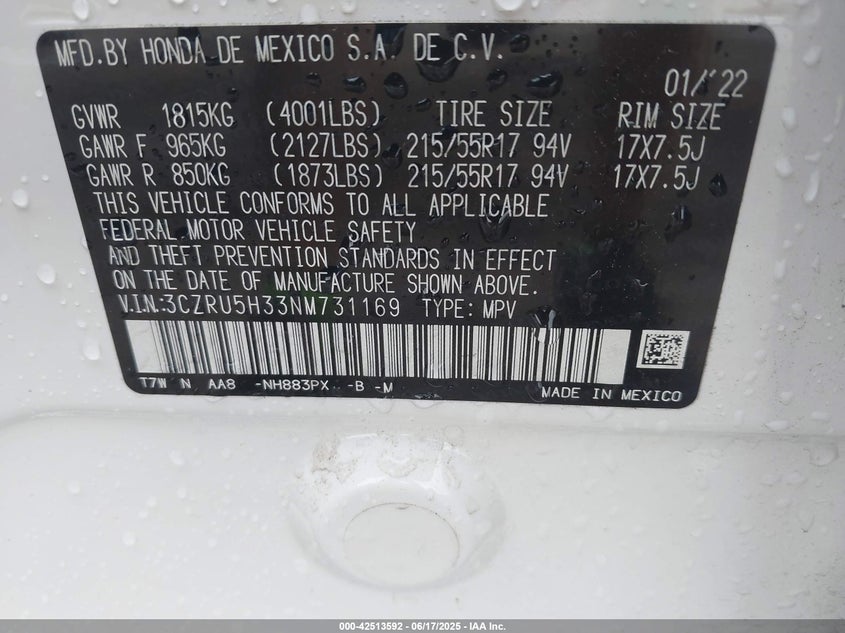 MFD.BY HONDA DE MEXICO S.A. DE C.V.
01/'22
GVWR 1815KG (4001LBS) TIRE SIZE RIM SIZE
GAWR F 965KG (2127LBS) 215/55R17 94V 17X7.5J
GAWR R 850KG (1873LBS) 215/55R17 94V 17X7.5J
THIS VEHICLE CONFORMS TO ALL APPLICABLE
FEDERAL MOTOR VEHICLE SAFETY
AND THEFT PREVENTION STANDARDS IN EFFECT
ON THE DATE OF MANUFACTURE SHOWN ABOVE.
V.I.N:3CZRU5H33NM731169 TYPE: MPV
T7W N AA8 -NH883PX -B -M
MADE IN MEXICO
000-42513592 - 06/17/2025 - IAA Inc.